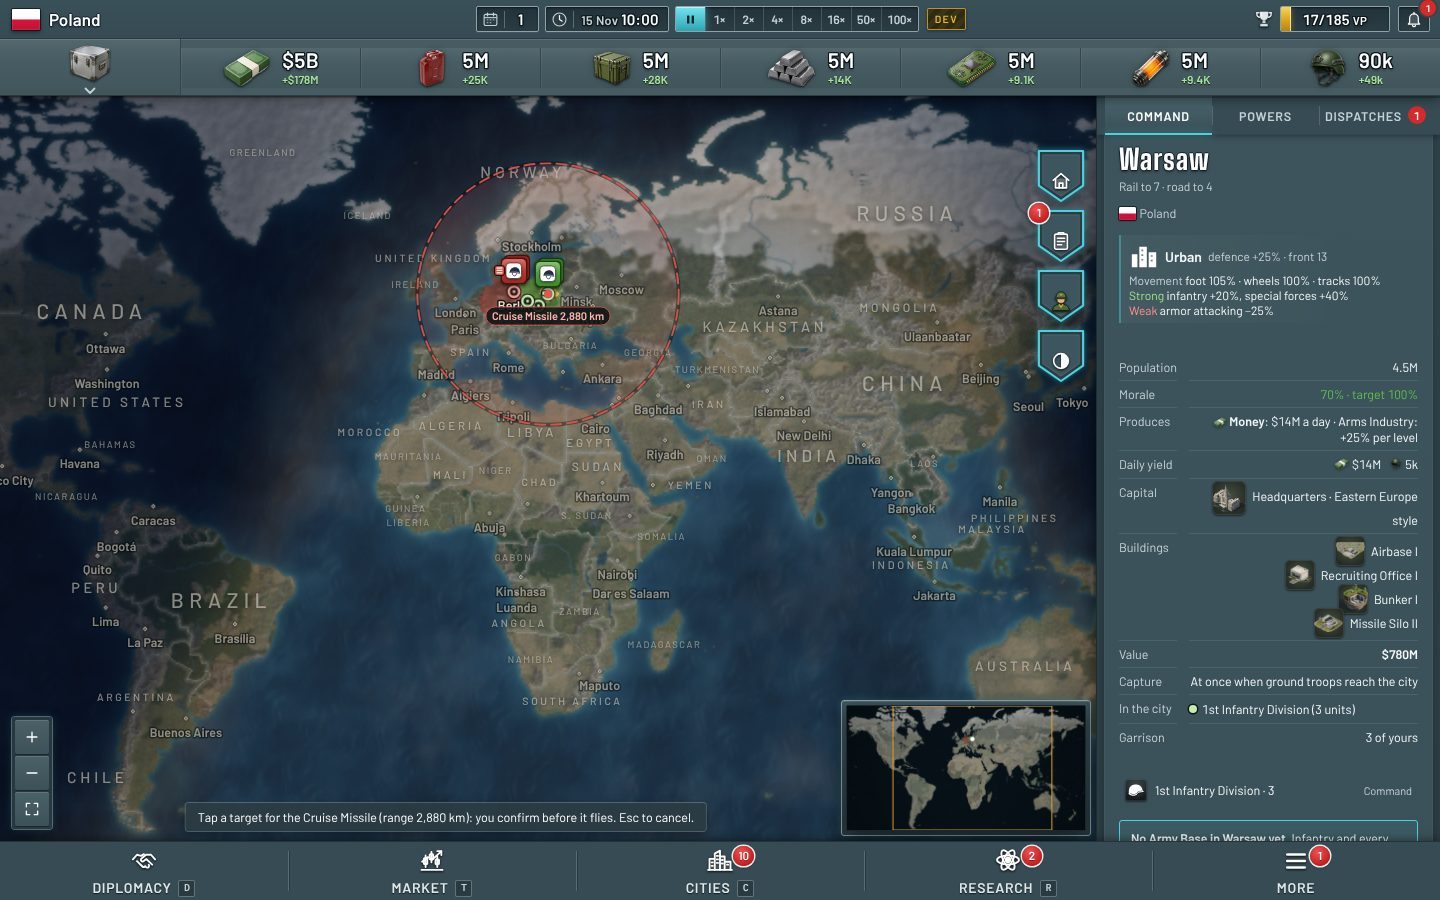 Poland
1
15 Nov 10:00
1×
2×
4×
8×
16×
50×
100×
DEV
17/185 VP
1
$5B
+$178M
5M
+25K
5M
+28K
5M
+14K
5M
+9.1K
5M
+9.4K
90k
+49k
COMMAND
POWERS
DISPATCHES 1
Warsaw
Rail to 7 · road to 4
Poland
Urban defence +25% · front 13
Movement foot 105% · wheels 100% · tracks 100%
Strong infantry +20%, special forces +40%
Weak armor attacking −25%
Population 4.5M
Morale 70% · target 100%
Produces Money: $14M a day · Arms Industry:
+25% per level
Daily yield $14M 5k
Capital Headquarters · Eastern Europe
style
Buildings Airbase I
Recruiting Office I
Bunker I
Missile Silo II
Value $780M
Capture At once when ground troops reach the city
In the city 1st Infantry Division (3 units)
Garrison 3 of yours
1st Infantry Division · 3 Command
No Army Base in Warsaw yet. Infantry and every
GREENLAND
NORWAY
ICELAND
RUSSIA
1
Stockholm
UNITED KINGDOM
IRELAND
Moscow
Minsk
London
Cruise Missile 2,880 km
Paris
CANADA
Ottawa
Washington
UNITED STATES
Astana
KAZAKHSTAN
MONGOLIA
Ulaanbaatar
BULGARIA
SPAIN
GEORGIA
Rome
Madrid
Ankara
TURKMENISTAN
CHINA
Beijing
Seoul
Tokyo
Algiers
Tripoli
Baghdad
IRAN
Islamabad
MOROCCO
ALGERIA
LIBYA
Cairo
EGYPT
New Delhi
BAHAMAS
Havana
co City
NICARAGUA
MAURITANIA
MALI
NIGER
CHAD
SUDAN
Riyadh
OMAN
YEMEN
INDIA
Dhaka
LAOS
Khartoum
Yangon
Bangkok
Manila
PHILIPPINES
MALAYSIA
Caracas
Bogotá
GUINEA
LIBERIA
Abuja
S. SUDAN
SOMALIA
Quito
PERU
BRAZIL
GABON
Nairobi
Kuala Lumpur
INDONESIA
Kinshasa
Dar es Salaam
Luanda
ANGOLA
ZAMBIA
Jakarta
Lima
La Paz
Brasília
NAMIBIA
MADAGASCAR
AUSTRALIA
ARGENTINA
Maputo
SOUTH AFRICA
Buenos Aires
CHILE
Tap a target for the Cruise Missile (range 2,880 km): you confirm before it flies. Esc to cancel.
DIPLOMACY D
MARKET T
10
CITIES C
2
RESEARCH R
1
MORE